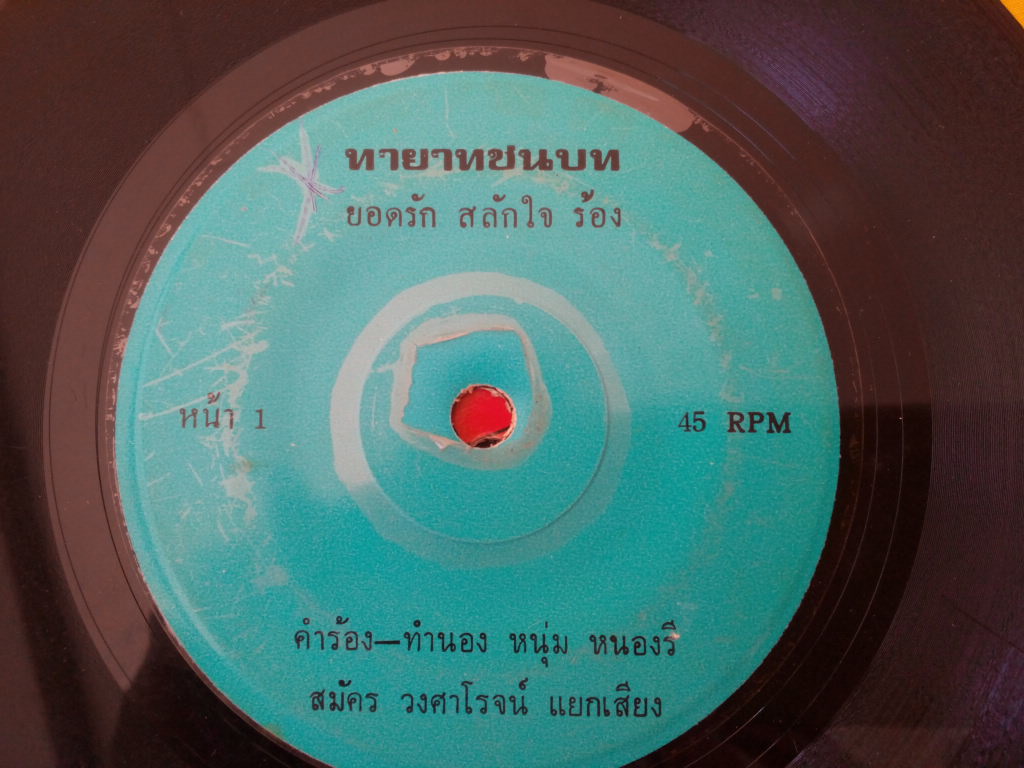 ทายาทชนบท
ยอดรัก สลักใจ ร้อง
หน้า 1
45 RPM
คำร้อง—ทำนอง หนุ่ม หนองรี
สมัคร วงศาโรจน์ แยกเสียง